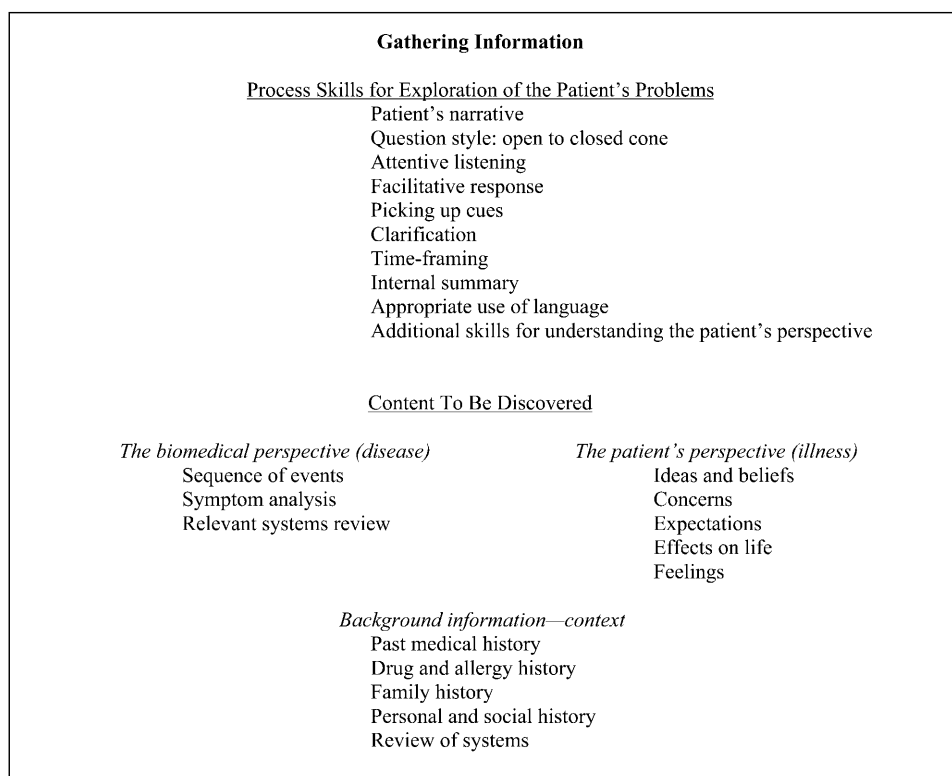 Gathering Information
Process Skills for Exploration of the Patient's Problems
Patient's narrative
Question style: open to closed cone
Attentive listening
Facilitative response
Picking up cues
Clarification
Time-framing
Internal summary
Appropriate use of language
Additional skills for understanding the patient's perspective
Content To Be Discovered
The biomedical perspective (disease)
Sequence of events
Symptom analysis
Relevant systems review
The patient's perspective (illness)
Ideas and beliefs
Concerns
Expectations
Effects on life
Feelings
Background information—context
Past medical history
Drug and allergy history
Family history
Personal and social history
Review of systems